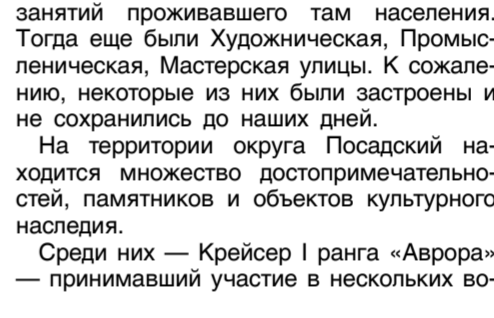 занятий проживавшего там населения.
Тогда еще были Художническая, Промыс-
леническая, Мастерская улицы. К сожале-
нию, некоторые из них были застроены и
не сохранились до наших дней.
На территории округа Посадский на-
ходится множество достопримечательно-
стей, памятников и объектов культурного
наследия.
Среди них — Крейсер I ранга «Аврора»
— принимавший участие в нескольких во-